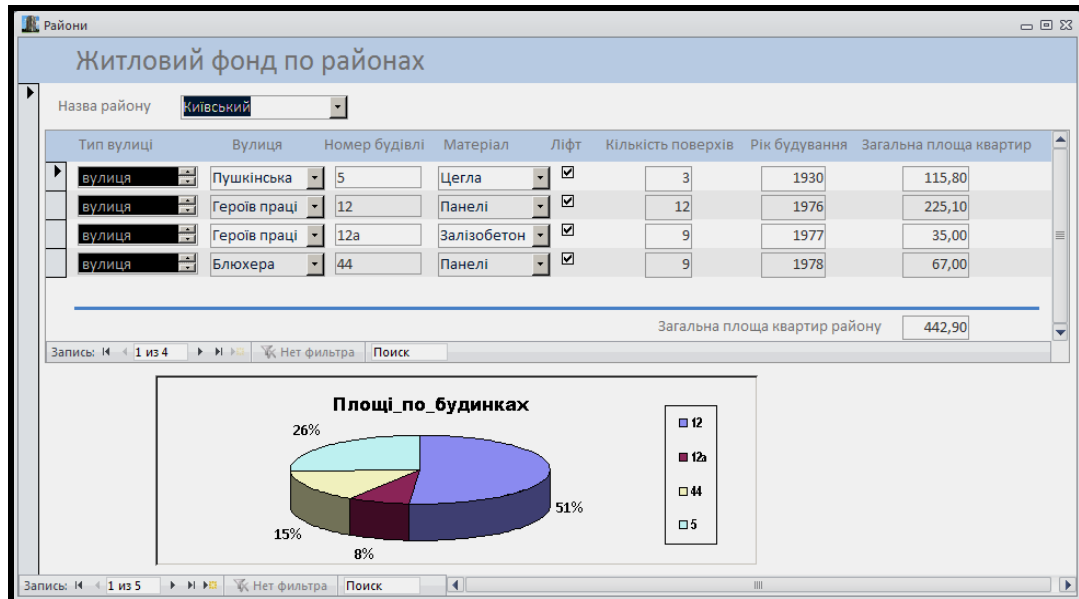 Райони
Житловий фонд по районах
Назва району Київський
Тип вулиці Вулиця Номер будівлі Матеріал Ліфт Кількість поверхів Рік будування Загальна площа квартир
вулиця Пушкінська 5 Цегла 3 1930 115,80
вулиця Героїв праці 12 Панелі 12 1976 225,10
вулиця Героїв праці 12а Залізобетон 9 1977 35,00
вулиця Блюхера 44 Панелі 9 1978 67,00
Загальна площа квартир району 442,90
Запись: 1 из 4 Нет фильтра Поиск
Площі_по_будинках
26%
51%
15%
8%
12
12а
44
5
Запись: 1 из 5 Нет фильтра Поиск